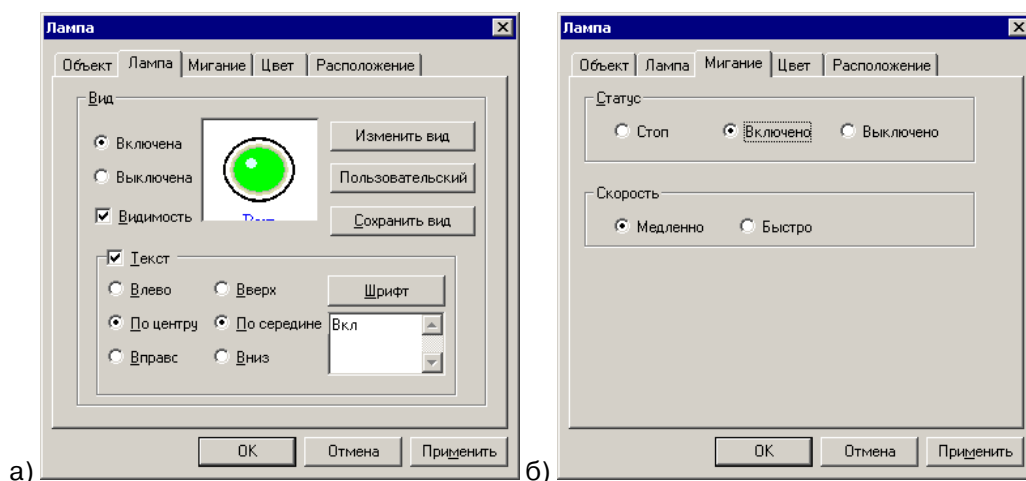 Лампа
Объект Лампа Мигание Цвет Расположение
Вид
Включена
Выключена
Видимость
Изменить вид
Пользовательский
Сохранить вид
Текст
Влево Вверх Шрифт
По центру По середине Вкл
Вправс Вниз
OK Отмена Применить
а)
Лампа
Объект Лампа Мигание Цвет Расположение
Статус
Стоп Включено Выключено
Скорость
Медленно Быстро
OK Отмена Применить
б)